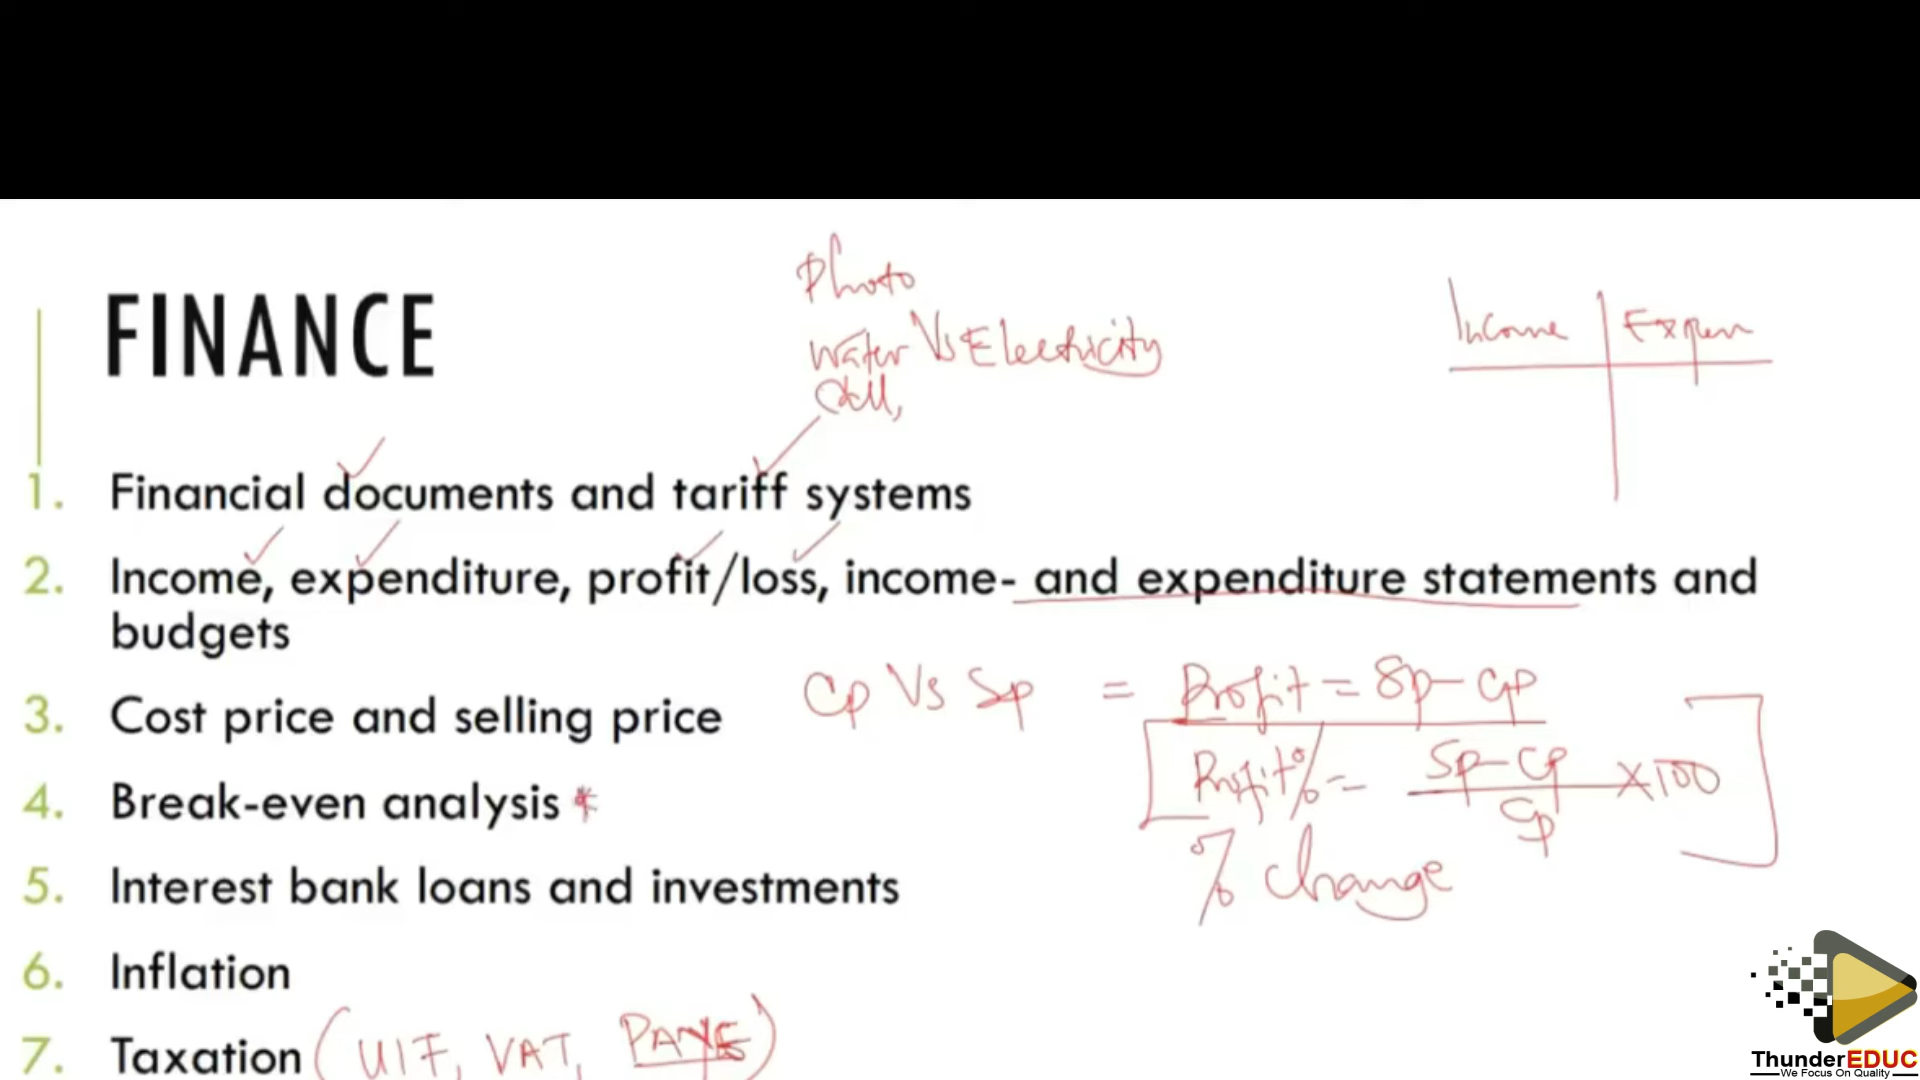 FINANCE
Photo
Water Vs Electricity
Call,
Income Expen
1. Financial documents and tariff systems
2. Income, expenditure, profit/loss, income- and expenditure statements and
budgets
3. Cost price and selling price
Cp Vs Sp = Profit = Sp - Cp
Profit% = Sp - Cp
Cp
X100
4. Break-even analysis *
% change
5. Interest bank loans and investments
6. Inflation
7. Taxation (UIF, VAT, PAYE)
ThunderEDUC
We Focus On Quality